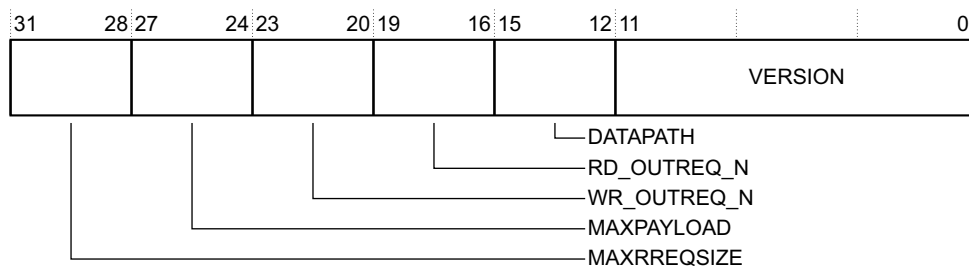 31 28 27 24 23 20 19 16 15 12 11 0
VERSION
DATAPATH
RD_OUTREQ_N
WR_OUTREQ_N
MAXPAYLOAD
MAXRREQSIZE